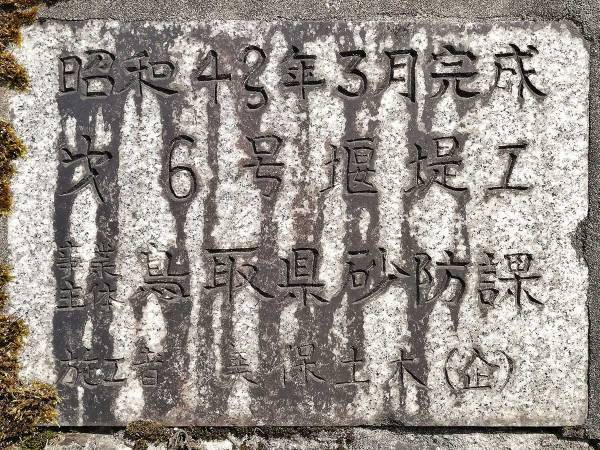 昭和48年3月完成
㐧6号堰堤工
事業主体 鳥取県砂防課
施工者 美保土木(企)